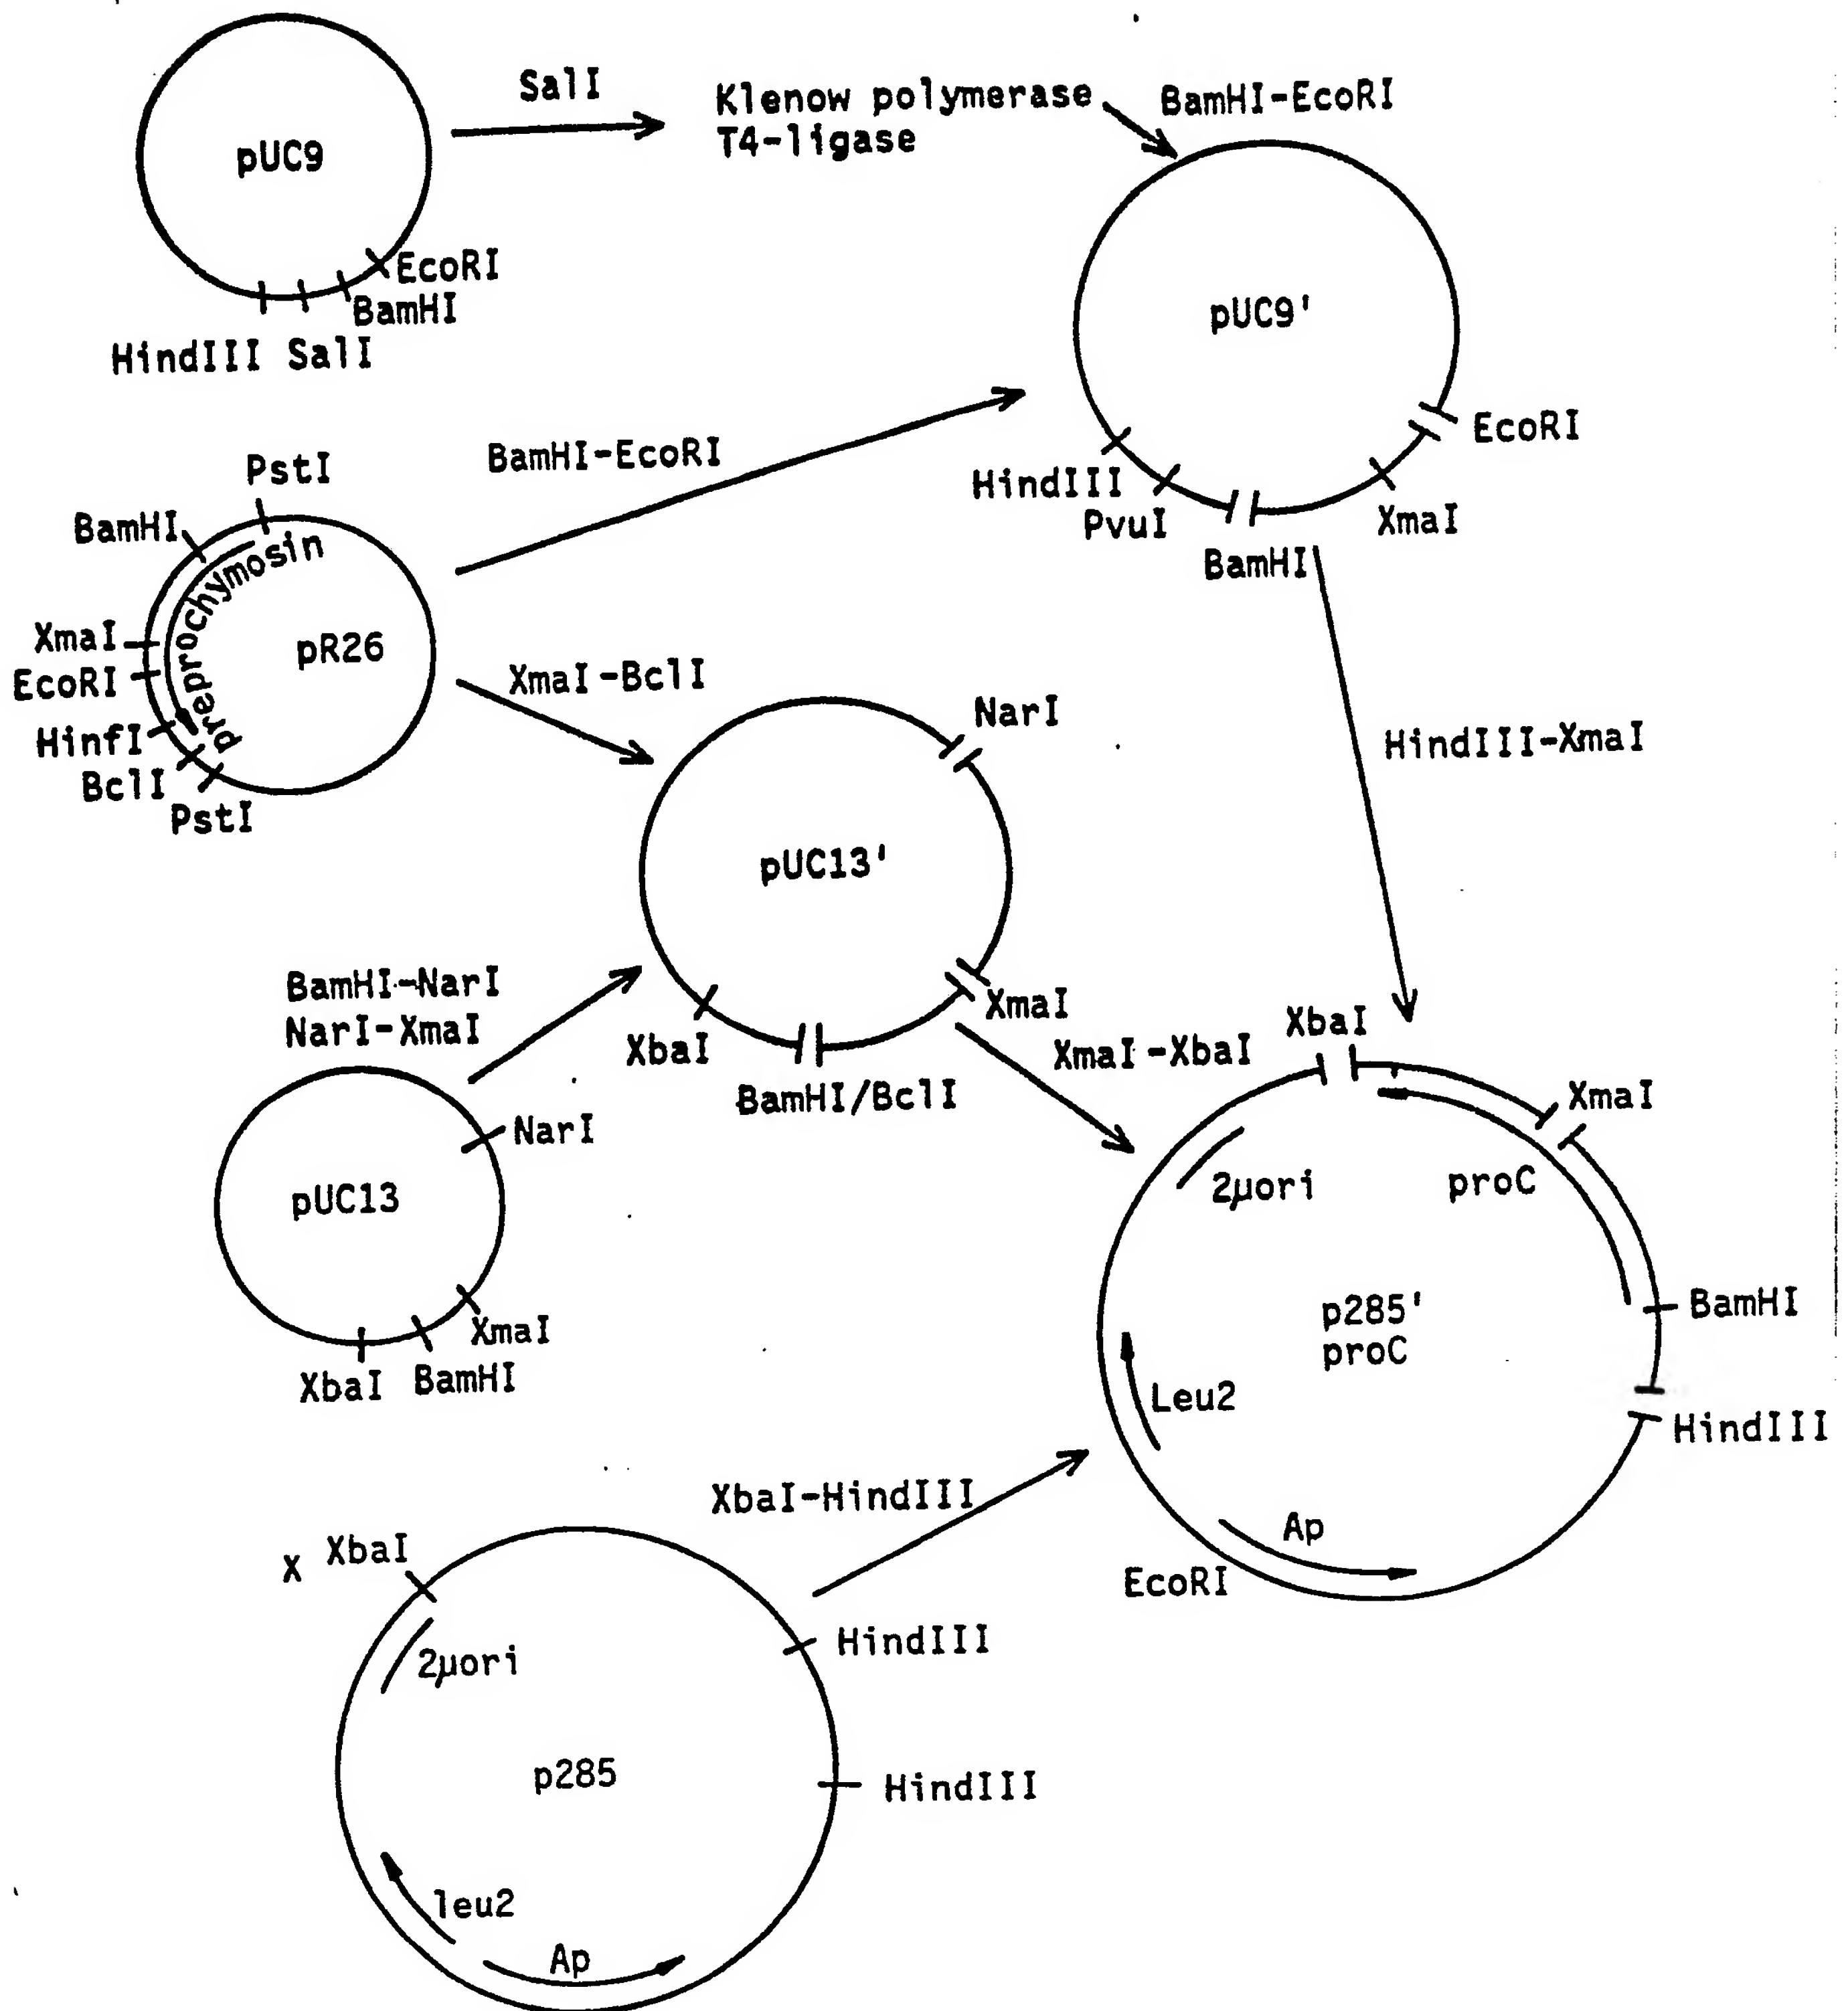 SalI
Klenow polymerase
T4-ligase
BamHI-EcoRI
pUC9
EcoRI
BamHI
HindIII SalI
pUC9'
EcoRI
XmaI
BamHI
PvuI
HindIII
BamHI-EcoRI
PstI
BamHI
preprochymosin
XmaI
EcoRI
HinfI
BclI
PstI
pR26
XmaI-BclI
NarI
HindIII-XmaI
pUC13'
XmaI
XbaI
BamHI/BclI
BamHI-NarI
NarI-XmaI
pUC13
NarI
XmaI
XbaI BamHI
XmaI-XbaI
XbaI
XmaI
2µori
proC
BamHI
p285'
proC
Leu2
HindIII
Ap
EcoRI
XbaI-HindIII
X XbaI
2µori
HindIII
p285
HindIII
leu2
Ap